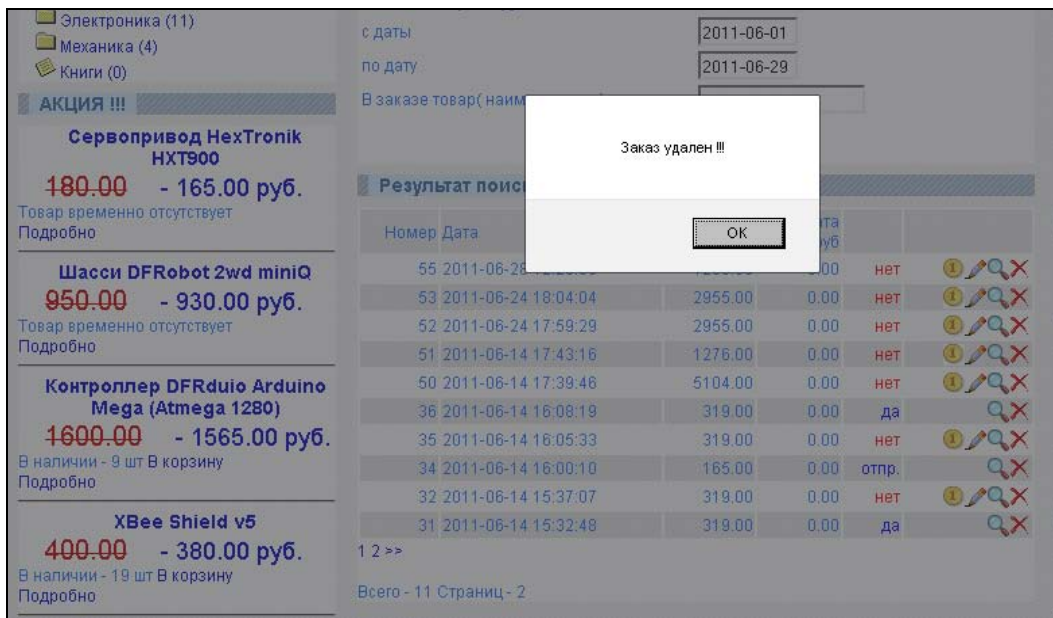 Электроника (11)
Механика (4)
Книги (0)
АКЦИЯ !!!
Сервопривод HexTronik
HXT900
180.00 - 165.00 руб.
Товар временно отсутствует
Подробно
Шасси DFRobot 2wd miniQ
950.00 - 930.00 руб.
Товар временно отсутствует
Подробно
Контроллер DFRduio Arduino
Mega (Atmega 1280)
1600.00 - 1565.00 руб.
В наличии - 9 шт В корзину
Подробно
XBee Shield v5
400.00 - 380.00 руб.
В наличии - 19 шт В корзину
Подробно
с даты 2011-06-01
по дату 2011-06-29
В заказе товар( наим
Заказ удален !!!
OK
Результат
Номер Дата
55 2011-06-28 нет
53 2011-06-24 18:04:04 2955.00 0.00 нет
52 2011-06-24 17:59:29 2955.00 0.00 нет
51 2011-06-14 17:43:16 1276.00 0.00 нет
50 2011-06-14 17:39:46 5104.00 0.00 нет
36 2011-06-14 16:08:19 319.00 0.00 да
35 2011-06-14 16:05:33 319.00 0.00 нет
34 2011-06-14 16:00:10 165.00 0.00 отпр.
32 2011-06-14 15:37:07 319.00 0.00 нет
31 2011-06-14 15:32:48 319.00 0.00 да
1 2 >>
Всего - 11 Страниц - 2